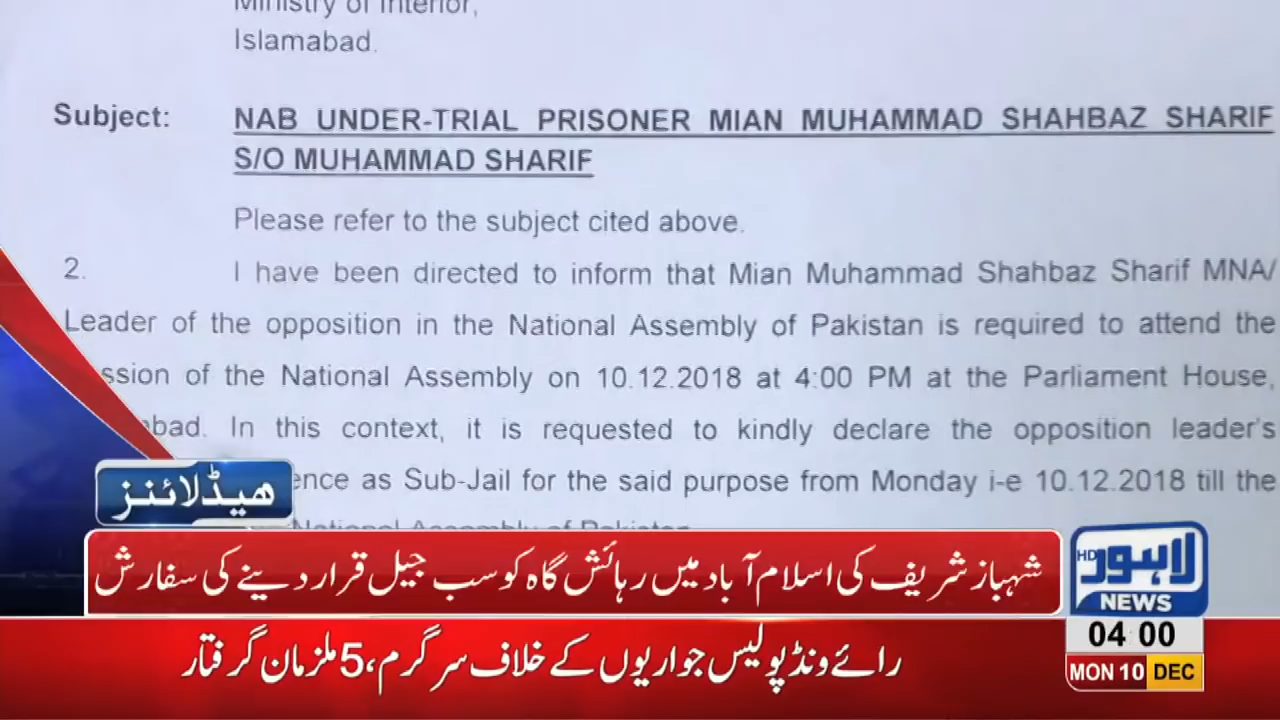 Ministry of Interior,
Islamabad.
Subject: NAB UNDER-TRIAL PRISONER MIAN MUHAMMAD SHAHBAZ SHARIF
S/O MUHAMMAD SHARIF
Please refer to the subject cited above.
2. I have been directed to inform that Mian Muhammad Shahbaz Sharif MNA/
Leader of the opposition in the National Assembly of Pakistan is required to attend the
ssion of the National Assembly on 10.12.2018 at 4:00 PM at the Parliament House,
bad. In this context, it is requested to kindly declare the opposition leader's
ence as Sub-Jail for the said purpose from Monday i-e 10.12.2018 till the
National Assembly of Pakistan
ھیڈلائنز
شہباز شریف کی اسلام آباد میں رہائش گاہ کو سب جیل قرار دینے کی سفارش
لاہور HD
NEWS
04 00
MON 10 DEC
رائے ونڈ پولیس جواریوں کے خلاف سرگرم، 5 ملزمان گرفتار